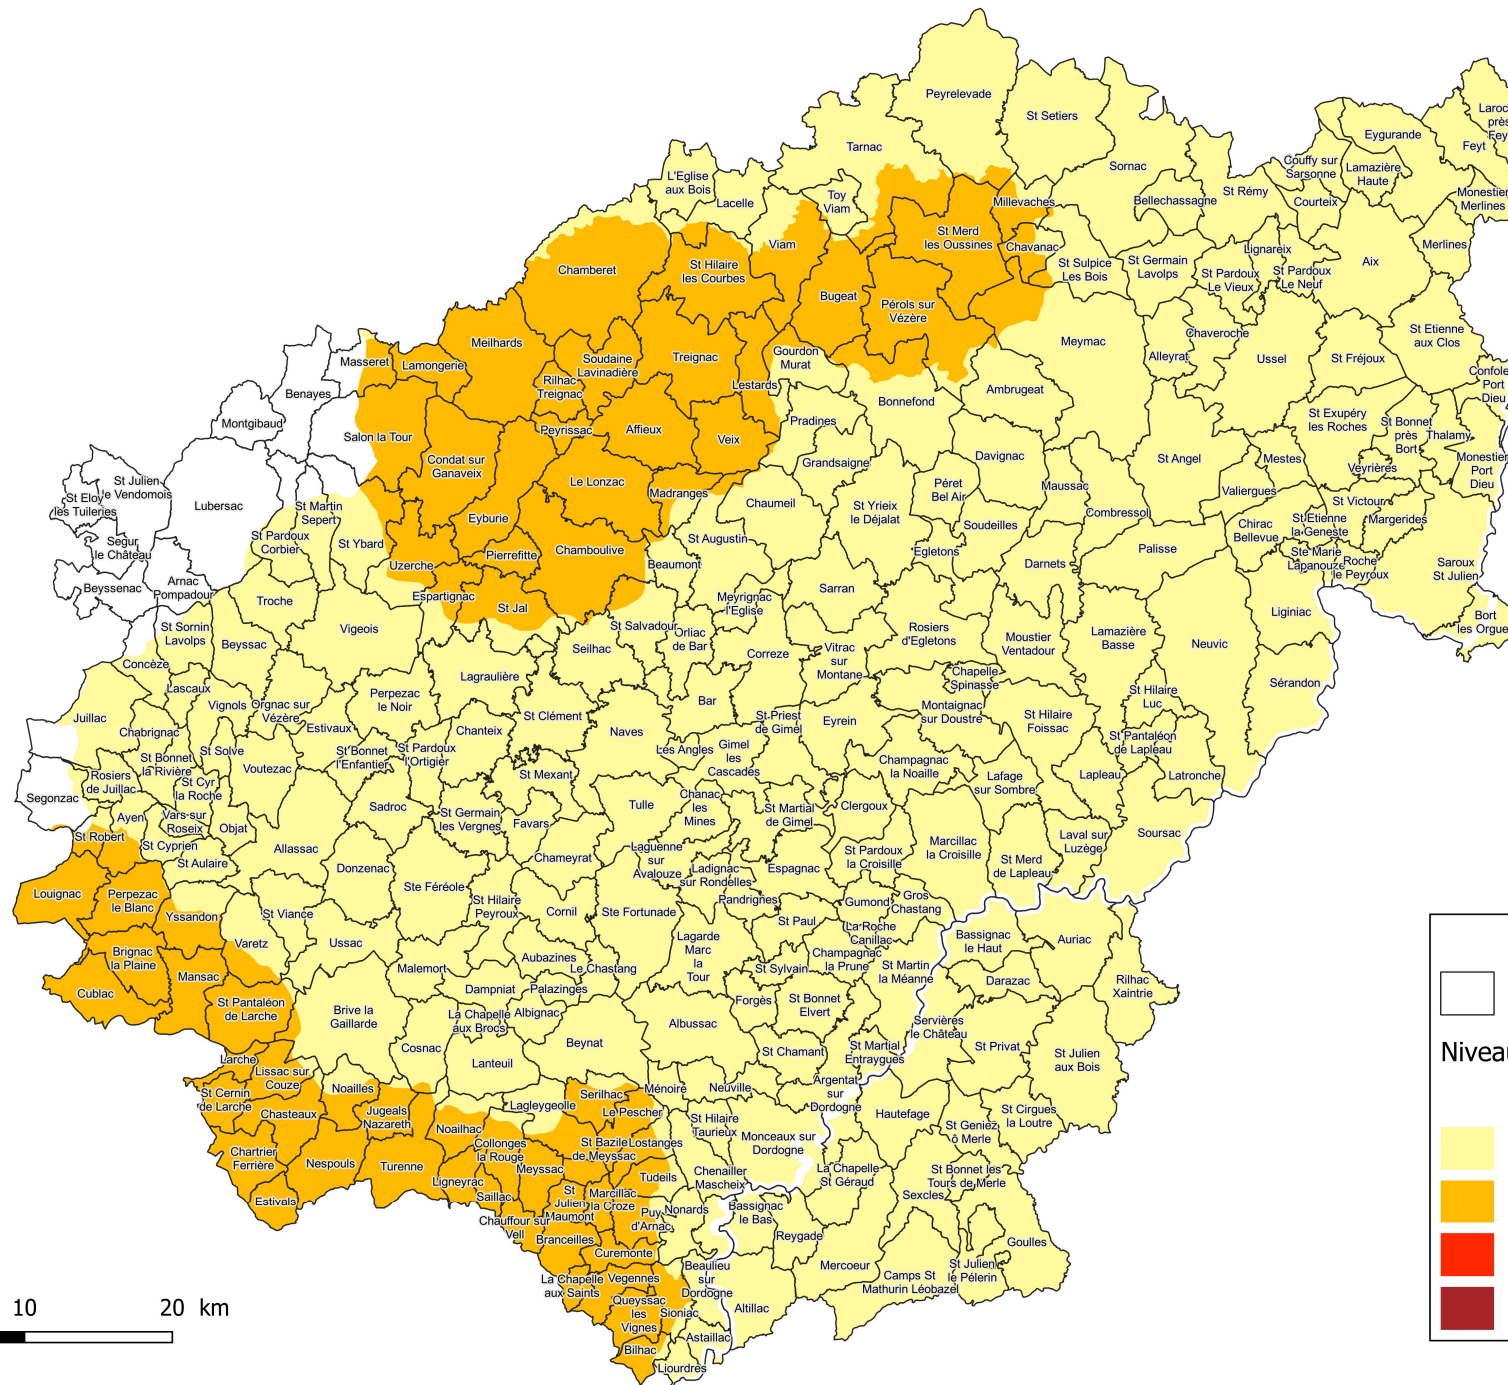 Peyrelevade
St Setiers
Tarnac
Sornac
Eygurande
Laroc
près
Fey
Feyt
Couffy sur
Sarsonne
Lamazière
Haute
L'Eglise
aux Bois
Lacelle
Toy
Viam
Millevaches
Bellechassagne
St Rémy
Courteix
Monestier
Merlines
Viam
St Merd
les Oussines
Chavanac
St Sulpice
Les Bois
St Germain
Lavolps
Lignareix
St Pardoux
Le Vieux
St Pardoux
Le Neuf
Aix
Merlines
Chamberet
St Hilaire
les Courbes
Bugeat
Pérols sur
Vézère
Meymac
Chaveroche
Alleyrat
Ussel
St Fréjoux
St Etienne
aux Clos
Masseret
Lamongerie
Meilhards
Soudaine
Lavinadière
Rilhac
Treignac
Treignac
Lestards
Gourdon
Murat
Ambrugeat
Confole
Port
Dieu
Benayes
Montgibaud
Salon la Tour
Peyrissac
Affieux
Veix
Pradines
Bonnefond
St Exupéry
les Roches
St Bonnet
près
Bort
Thalamy
Monestier
Port
Dieu
Condat sur
Ganaveix
Le Lonzac
Madranges
Grandsaigne
Davignac
St Angel
Mestes
Veyrières
St Julien
le Vendomois
St Eloy
les Tuileries
Lubersac
St Martin
Sepert
Chaumeil
St Yrieix
le Déjalat
Péret
Bel Air
Maussac
Combressol
Valiergues
St Victour
Margerides
Segur
le Château
St Pardoux
Corbier
St Ybard
Eyburie
Pierrefitte
Chamboulive
St Augustin
Soudeilles
Egletons
Palisse
Chirac
Bellevue
St Etienne
la Geneste
Ste Marie
Lapanouze
Roche
le Peyroux
Saroux
St Julien
Beyssenac
Arnac
Pompadour
Uzerche
Espartignac
St Jal
Beaumont
Meyrignac
l'Eglise
Sarran
Darnets
Liginiac
Bort
les Orgue
Troche
St Sornin
Lavolps
Beyssac
Vigeois
St Salvadour
Orliac
de Bar
Seilhac
Correze
Vitrac
sur
Montane
Rosiers
d'Egletons
Moustier
Ventadour
Lamazière
Basse
Neuvic
Sérandon
Concèze
Lascaux
Lagraulière
Bar
Chapelle
Spinasse
St Hilaire
Luc
Juillac
Chabrignac
Vignols
Orgnac sur
Vézère
Estivaux
Perpezac
le Noir
Chanteix
St Clément
Naves
St Priest
de Gimel
Eyrein
Montaignac
sur Doustre
St Hilaire
Foissac
St Pantaléon
de Lapleau
St Bonnet
la Rivière
St Solve
Voutezac
St Bonnet
l'Enfantier
St Pardoux
l'Ortigier
Les Angles
Gimel
les
Cascades
Champagnac
la Noaille
Lafage
sur Sombre
Lapleau
Latronche
Rosiers
de Juillac
St Cyr
la Roche
Sadroc
St Mexant
Tulle
Chanac
les
Mines
St Martial
de Gimel
Clergoux
Segonzac
Ayen
Vars sur
Roseix
Objat
St Germain
les Vergnes
Favars
Marcillac
la Croisille
Laval sur
Luzège
Soursac
St Robert
St Cyprien
St Aulaire
Allassac
Donzenac
Chameyrat
Laguenne
sur
Avalouze
Ladignac
sur Rondelles
Espagnac
St Pardoux
la Croisille
St Merd
de Lapleau
Louignac
Perpezac
le Blanc
Yssandon
St Viance
Ste Féréole
St Hilaire
Peyroux
Cornil
Ste Fortunade
Pandrignes
St Paul
Gumond
Gros
Chastang
La Roche
Canillac
Brignac
la Plaine
Varetz
Ussac
Malemort
Aubazines
Le Chastang
Lagarde
Marc
la
Tour
Champagnac
la Prune
St Sylvain
St Martin
la Méanne
Bassignac
le Haut
Auriac
Cublac
Mansac
St Pantaléon
de Larche
Brive la
Gaillarde
Dampniat
Palazinges
Albignac
La Chapelle
aux Brocs
Forgès
St Bonnet
Elvert
Darazac
Rilhac
Xaintrie
Cosnac
Lanteuil
Beynat
Albussac
St Chamant
St Martial
Entraygues
Servières
le Château
St Privat
St Julien
aux Bois
Niveau
Larche
Lissac sur
Couze
St Cernin
de Larche
Noailles
Chasteaux
Jugeals
Nazareth
Lagleygeolle
Serilhac
Le Pescher
Ménoire
Neuville
Argentat
sur
Dordogne
Hautefage
St Cirgues
la Loutre
Chartrier
Ferrière
Nespouls
Turenne
Noailhac
Collonges
la Rouge
Meyssac
St Bazile
de Meyssac
Lostanges
St Hilaire
Taurieux
Monceaux sur
Dordogne
St Geniez
ô Merle
Estivals
Ligneyrac
Saillac
Tudeils
Chenailler
Mascheix
La Chapelle
St Géraud
St Bonnet les
Tours de Merle
Sexcles
St
Julien
Maumont
Marcillac
la Croze
Puy
d'Arnac
Nonards
Bassignac
le Bas
Chauffour sur
Vell
Branceilles
Curemonte
Reygade
Goulles
La Chapelle
aux Saints
Vegennes
Beaulieu
sur
Dordogne
Mercoeur
Camps St
Mathurin Léobazel
St Julien
le Pélerin
Queyssac
les
Vignes
Sioniac
Altillac
Astaillac
Bilhac
Liourdres
10 20 km